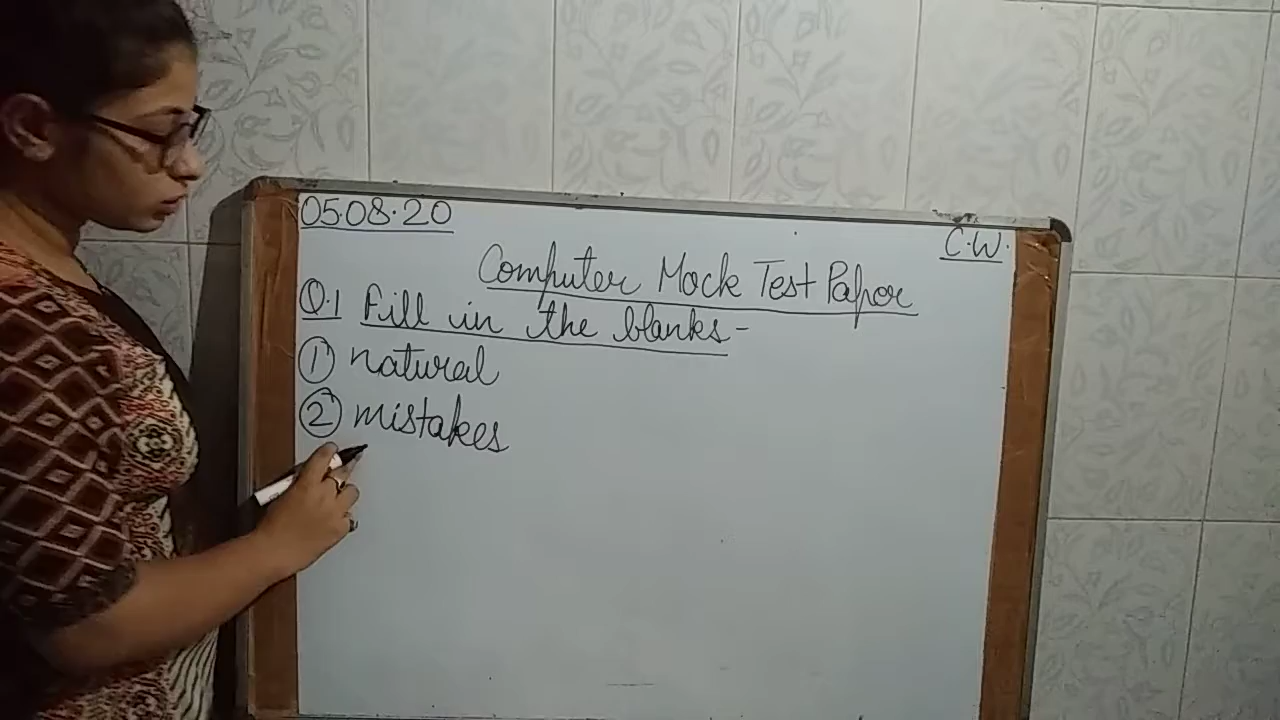 05.08.20
C.W.
Computer Mock Test Paper
Q.1 Fill in the blanks-
① natural
② mistakes